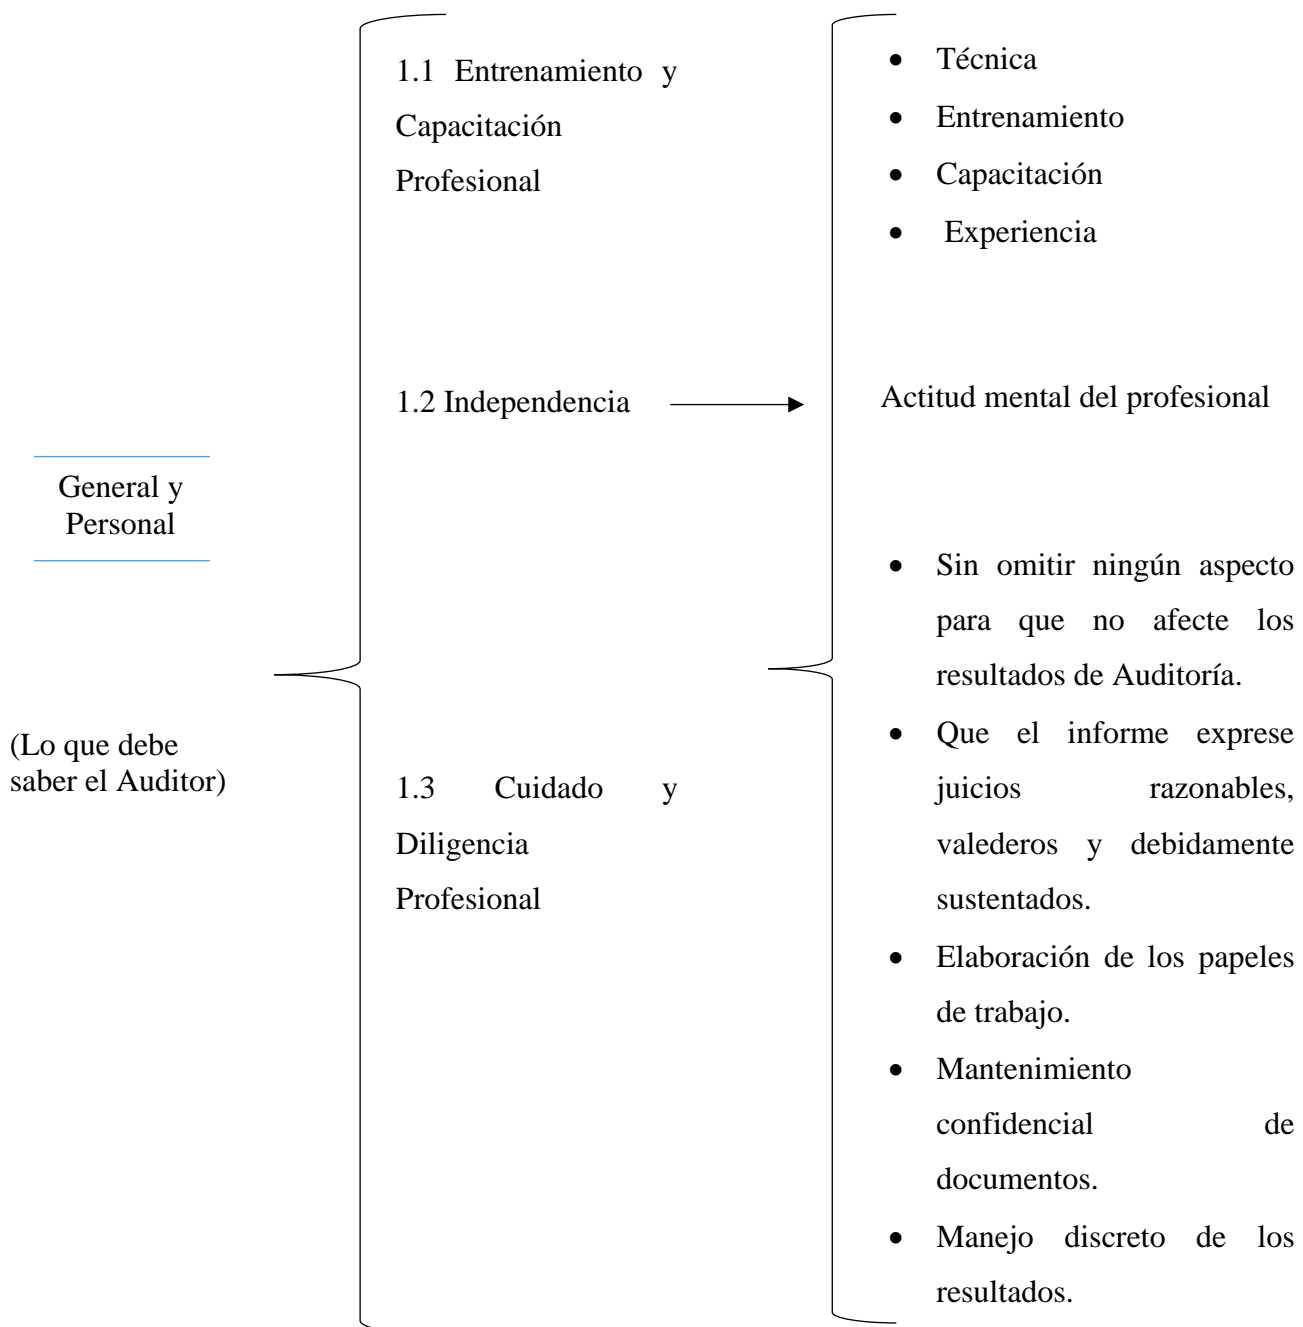 General y
Personal
(Lo que debe
saber el Auditor)
1.1 Entrenamiento y
Capacitación
Profesional
1.2 Independencia
1.3 Cuidado y
Diligencia
Profesional
• Técnica
• Entrenamiento
• Capacitación
• Experiencia
Actitud mental del profesional
• Sin omitir ningún aspecto
para que no afecte los
resultados de Auditoría.
• Que el informe exprese
juicios razonables,
valederos y debidamente
sustentados.
• Elaboración de los papeles
de trabajo.
• Mantenimiento
confidencial de
documentos.
• Manejo discreto de los
resultados.